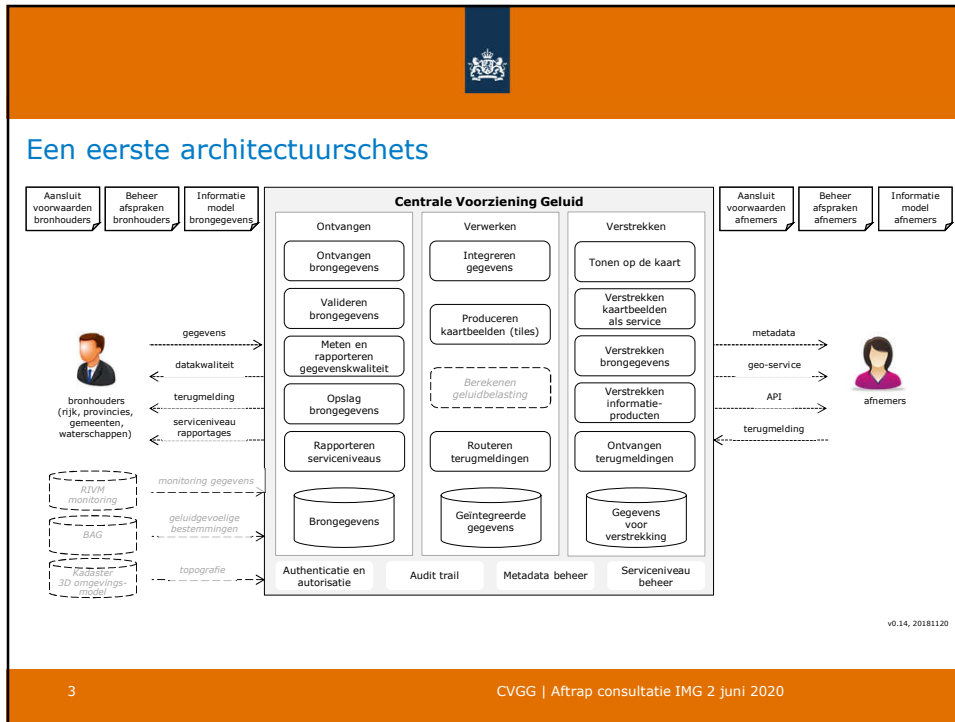 Een eerste architectuurschets
Aansluit
voorwaarden
bronhouders
Beheer
afspraken
bronhouders
Informatie
model
brongegevens
Centrale Voorziening Geluid
Aansluit
voorwaarden
afnemers
Beheer
afspraken
afnemers
Informatie
model
afnemers
Ontvangen
Ontvangen
brongegevens
Valideren
brongegevens
Meten en
rapporteren
gegevenskwaliteit
Opslag
brongegevens
Rapporteren
serviceniveaus
Brongegevens
Verwerken
Integreren
gegevens
Produceren
kaartbeelden (tiles)
Berekenen
geluidbelasting
Routeren
terugmeldingen
Geïntegreerde
gegevens
Verstrekken
Tonen op de kaart
Verstrekken
kaartbeelden
als service
Verstrekken
brongegevens
Verstrekken
informatie-
producten
Ontvangen
terugmeldingen
Gegevens
voor
verstrekking
bronhouders
(rijk, provincies,
gemeenten,
waterschappen)
gegevens
datakwaliteit
terugmelding
serviceniveau
rapportages
RIVM
monitoring
monitoring gegevens
BAG
geluidgevoelige
bestemmingen
Kadaster
3D omgevings-
model
topografie
metadata
geo-service
API
terugmelding
afnemers
Authenticatie en
autorisatie
Audit trail
Metadata beheer
Serviceniveau
beheer
v0.14, 20181120
3
CVGG | Aftrap consultatie IMG 2 juni 2020